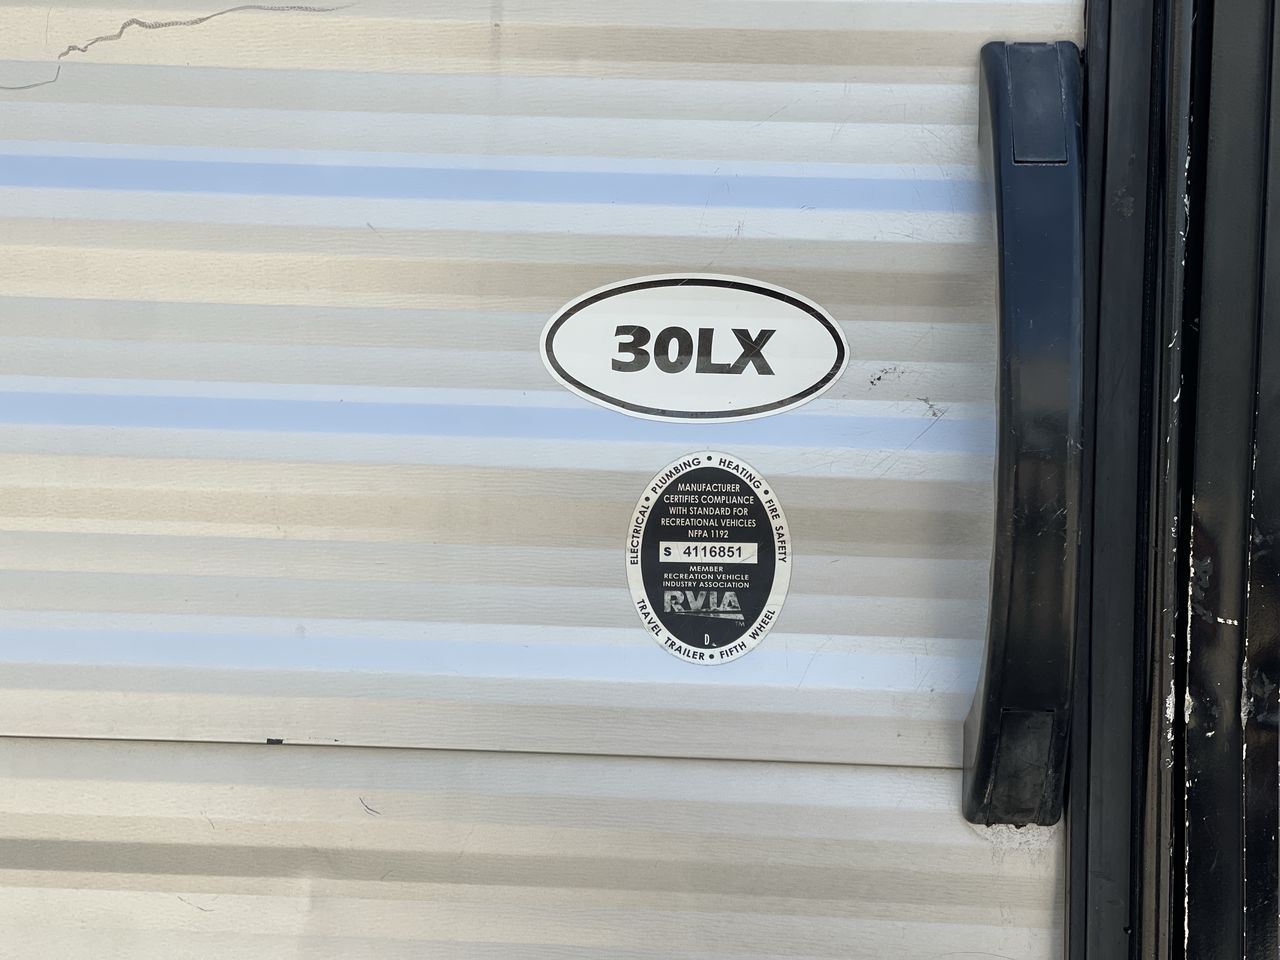 30LX
ELECTRICAL • PLUMBING • HEATING • FIRE SAFETY
MANUFACTURER
CERTIFIES COMPLIANCE
WITH STANDARD FOR
RECREATIONAL VEHICLES
NFPA 1192
S 4116851
MEMBER
RECREATION VEHICLE
INDUSTRY ASSOCIATION
RVIA
TM
D
TRAVEL TRAILER • FIFTH WHEEL